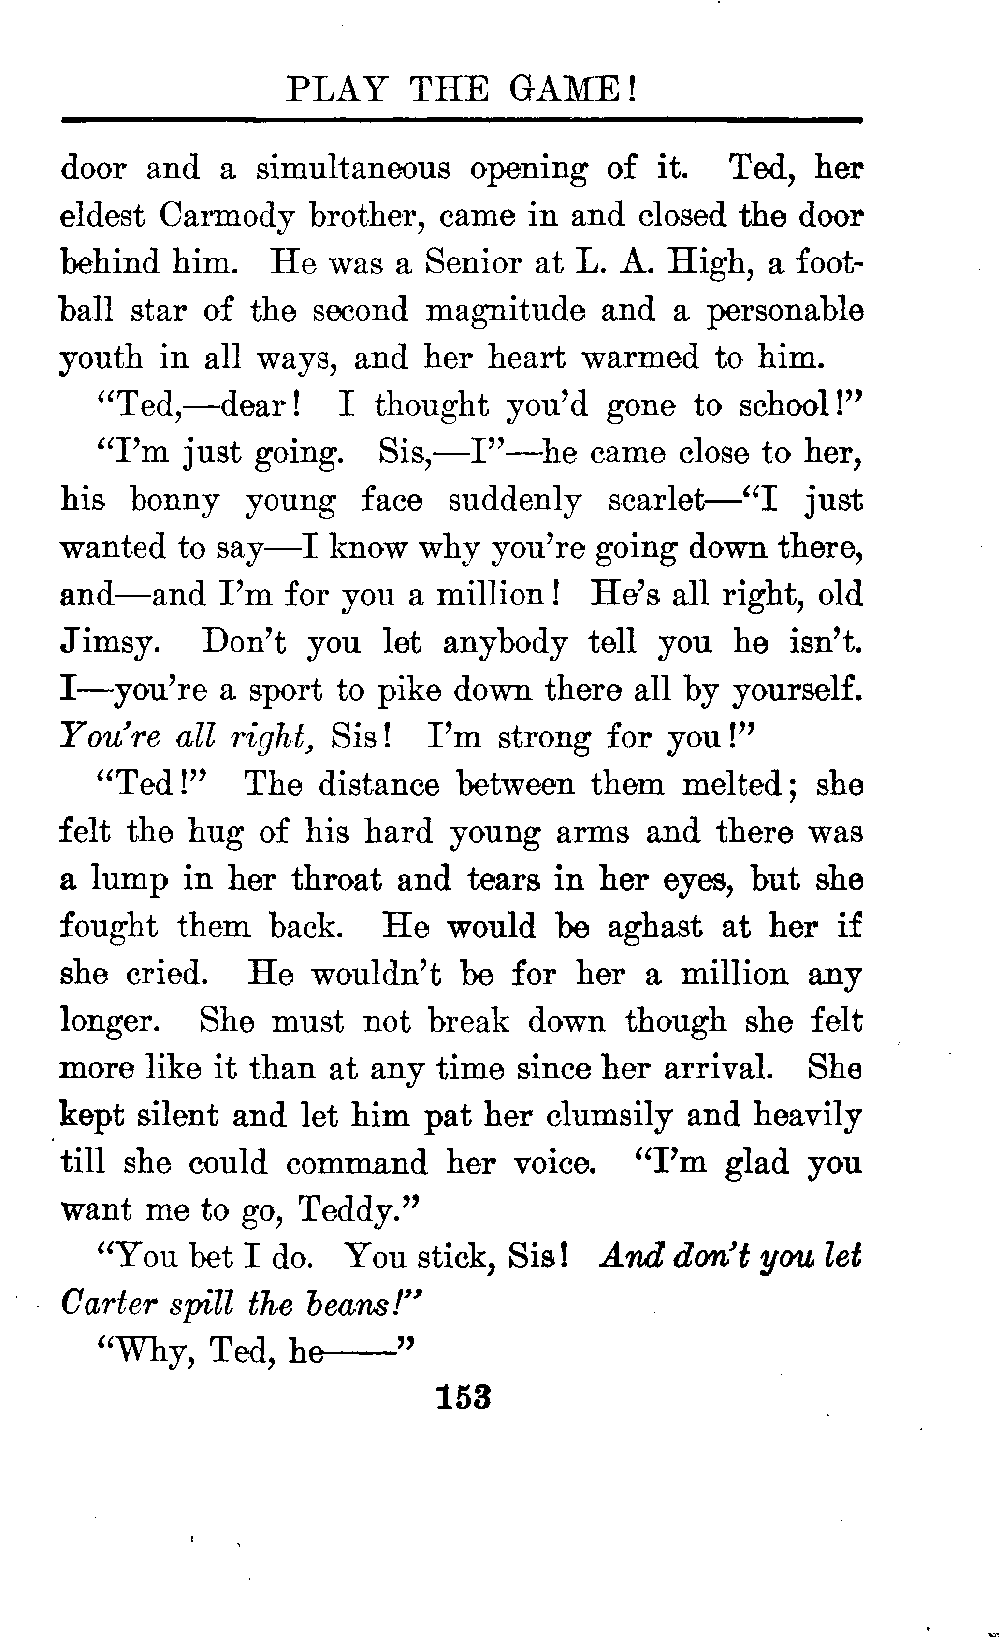 PLAY THE GAME!
door and a simultaneous opening of it. Ted, her
eldest Carmody brother, came in and closed the door
behind him. He was a Senior at L. A. High, a foot-
ball star of the second magnitude and a personable
youth in all ways, and her heart warmed to him.
“Ted,—dear! I thought you’d gone to school!”
“I’m just going. Sis,—I”—he came close to her,
his bonny young face suddenly scarlet—“I just
wanted to say—I know why you’re going down there,
and—and I’m for you a million! He’s all right, old
Jimsy. Don’t you let anybody tell you he isn’t.
I—you’re a sport to pike down there all by yourself.
You’re all right, Sis! I’m strong for you!”
“Ted!” The distance between them melted; she
felt the hug of his hard young arms and there was
a lump in her throat and tears in her eyes, but she
fought them back. He would be aghast at her if
she cried. He wouldn’t be for her a million any
longer. She must not break down though she felt
more like it than at any time since her arrival. She
kept silent and let him pat her clumsily and heavily
till she could command her voice. “I’m glad you
want me to go, Teddy.”
“You bet I do. You stick, Sis! And don’t you let
Carter spill the beans!”
“Why, Ted, he——”
153